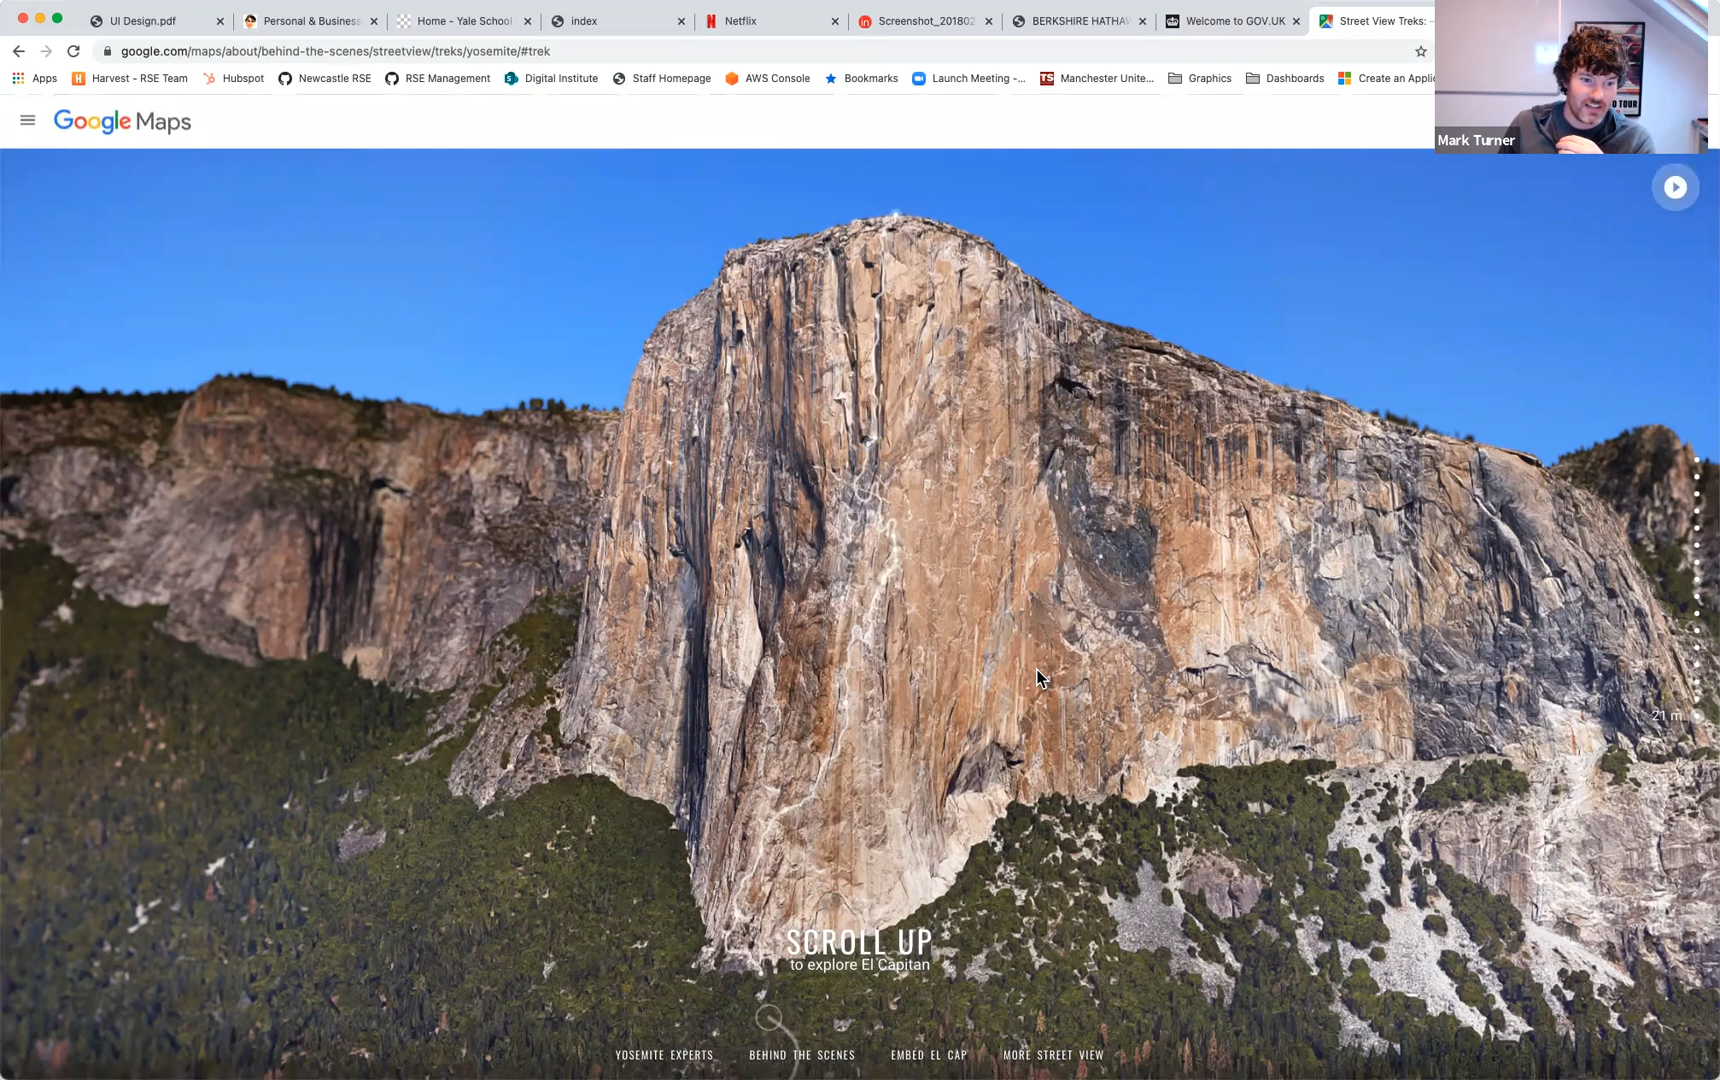 UI Design.pdf
Personal & Business
Home - Yale School
index
Netflix
Screenshot_201802
BERKSHIRE HATHAW
Welcome to GOV.UK
Street View Treks: -
google.com/maps/about/behind-the-scenes/streetview/treks/yosemite/#trek
Apps
Harvest - RSE Team
Hubspot
Newcastle RSE
RSE Management
Digital Institute
Staff Homepage
AWS Console
Bookmarks
Launch Meeting -...
TS
Manchester Unite...
Graphics
Dashboards
Create an Applic
O TOUR
Mark Turner
Google Maps
21 m
SCROLL UP
to explore El Capitan
YOSEMITE EXPERTS
BEHIND THE SCENES
EMBED EL CAP
MORE STREET VIEW